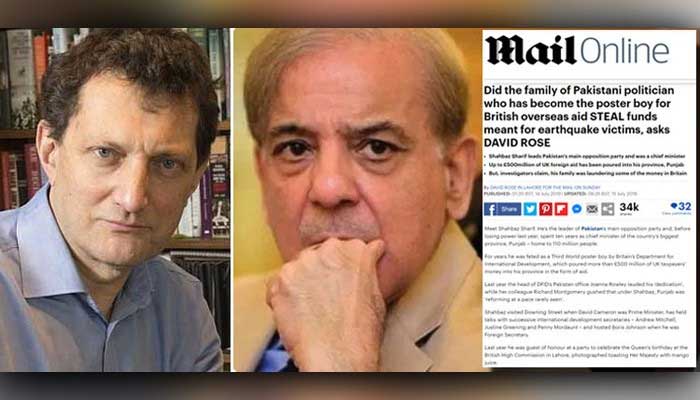 Mail Online
Did the family of Pakistani politician
who has become the poster boy for
British overseas aid STEAL funds
meant for earthquake victims, asks
DAVID ROSE
• Shahbaz Sharif leads Pakistan's main opposition party and was a chief minister
• Up to £500million of UK foreign aid has been poured into his province, Punjab
• But, investigators claim, his family was laundering some of the money in Britain
By DAVID ROSE IN LAHORE FOR THE MAIL ON SUNDAY
Share
34k
shares
32
View comments
Meet Shahbaz Sharif. He's the leader of Pakistan's main opposition party and, before
losing power last year, spent ten years as chief minister of the country's biggest
province, Punjab – home to 110 million people.
For years he was feted as a Third World poster boy by Britain's Department for
International Development, which poured more than £500 million of UK taxpayers'
money into his province in the form of aid.
Last year the head of DFID's Pakistan office Joanna Rowley lauded his 'dedication',
while her colleague Richard Montgomery gushed that under Shahbaz, Punjab was
'reforming at a pace rarely seen'.
Shahbaz visited Downing Street when David Cameron was Prime Minister, has held
talks with successive international development secretaries – Andrew Mitchell,
Justine Greening and Penny Mordaunt – and hosted Boris Johnson when he was
Foreign Secretary.
Last year he was guest of honour at a party to celebrate the Queen's birthday at the
British High Commission in Lahore, photographed toasting Her Majesty with mango
juice.